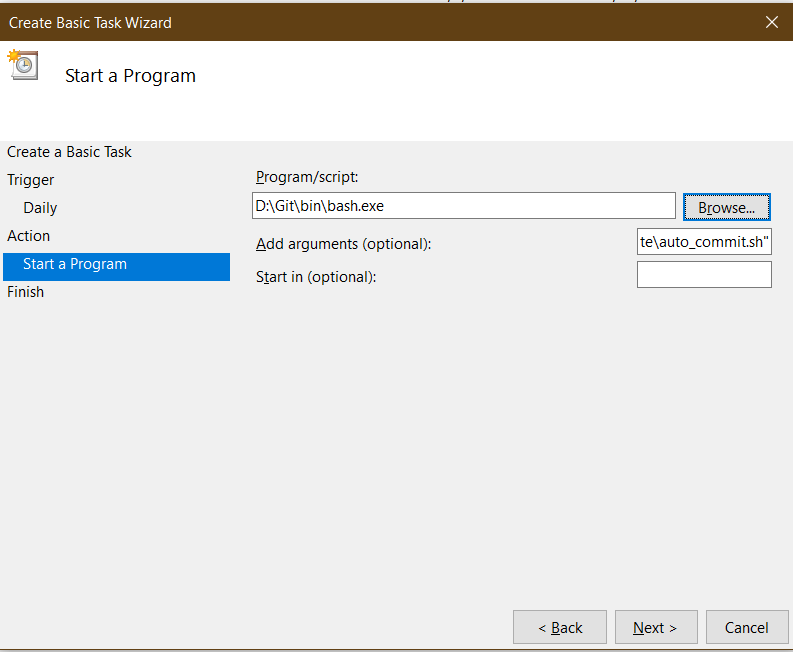 Create Basic Task Wizard
Start a Program
Create a Basic Task
Trigger
Daily
Action
Start a Program
Finish
Program/script:
D:\Git\bin\bash.exe
Browse...
Add arguments (optional):
te\auto_commit.sh"
Start in (optional):
< Back
Next >
Cancel